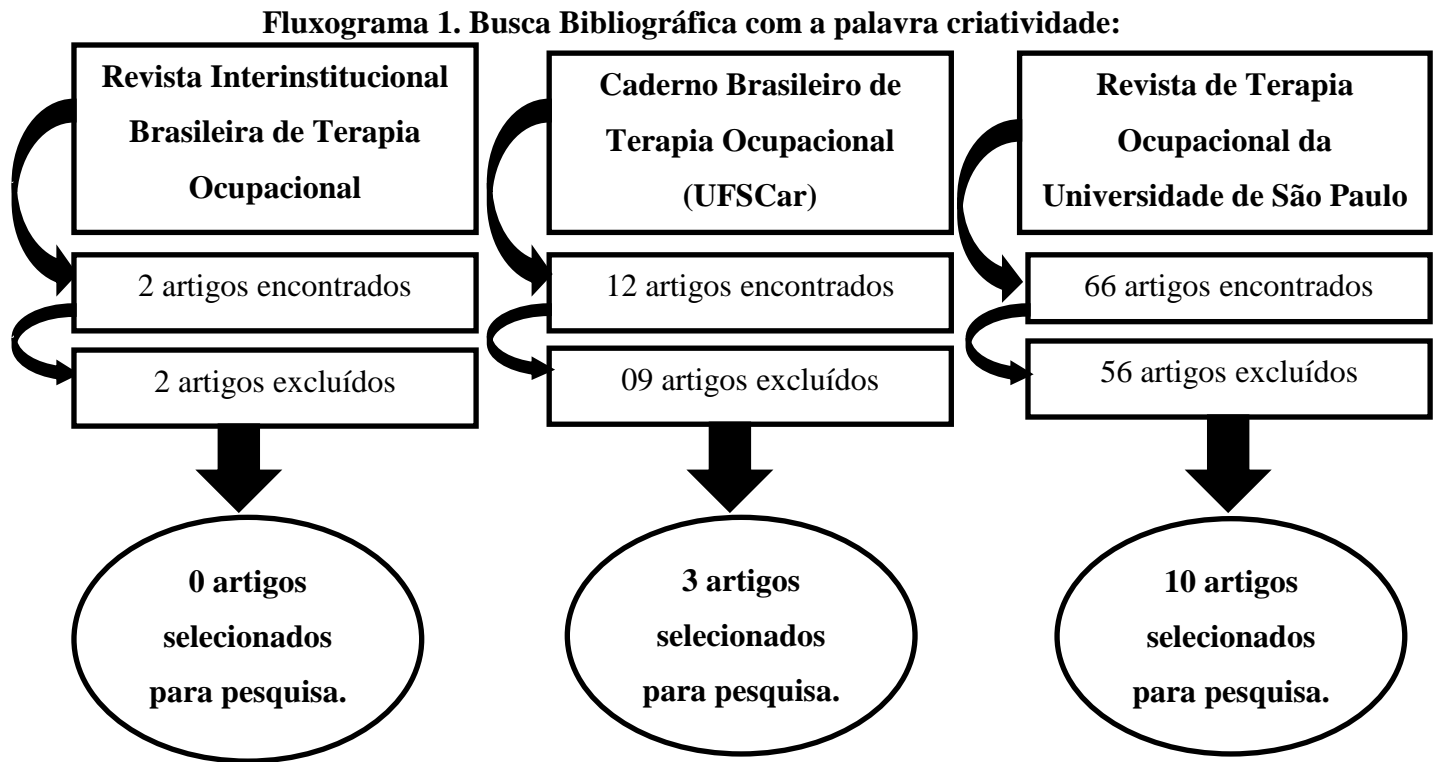 Fluxograma 1. Busca Bibliográfica com a palavra criatividade:
Revista Interinstitucional
Brasileira de Terapia
Ocupacional
2 artigos encontrados
2 artigos excluídos
0 artigos
selecionados
para pesquisa.
Caderno Brasileiro de
Terapia Ocupacional
(UFSCar)
12 artigos encontrados
09 artigos excluídos
3 artigos
selecionados
para pesquisa.
Revista de Terapia
Ocupacional da
Universidade de São Paulo
66 artigos encontrados
56 artigos excluídos
10 artigos
selecionados
para pesquisa.